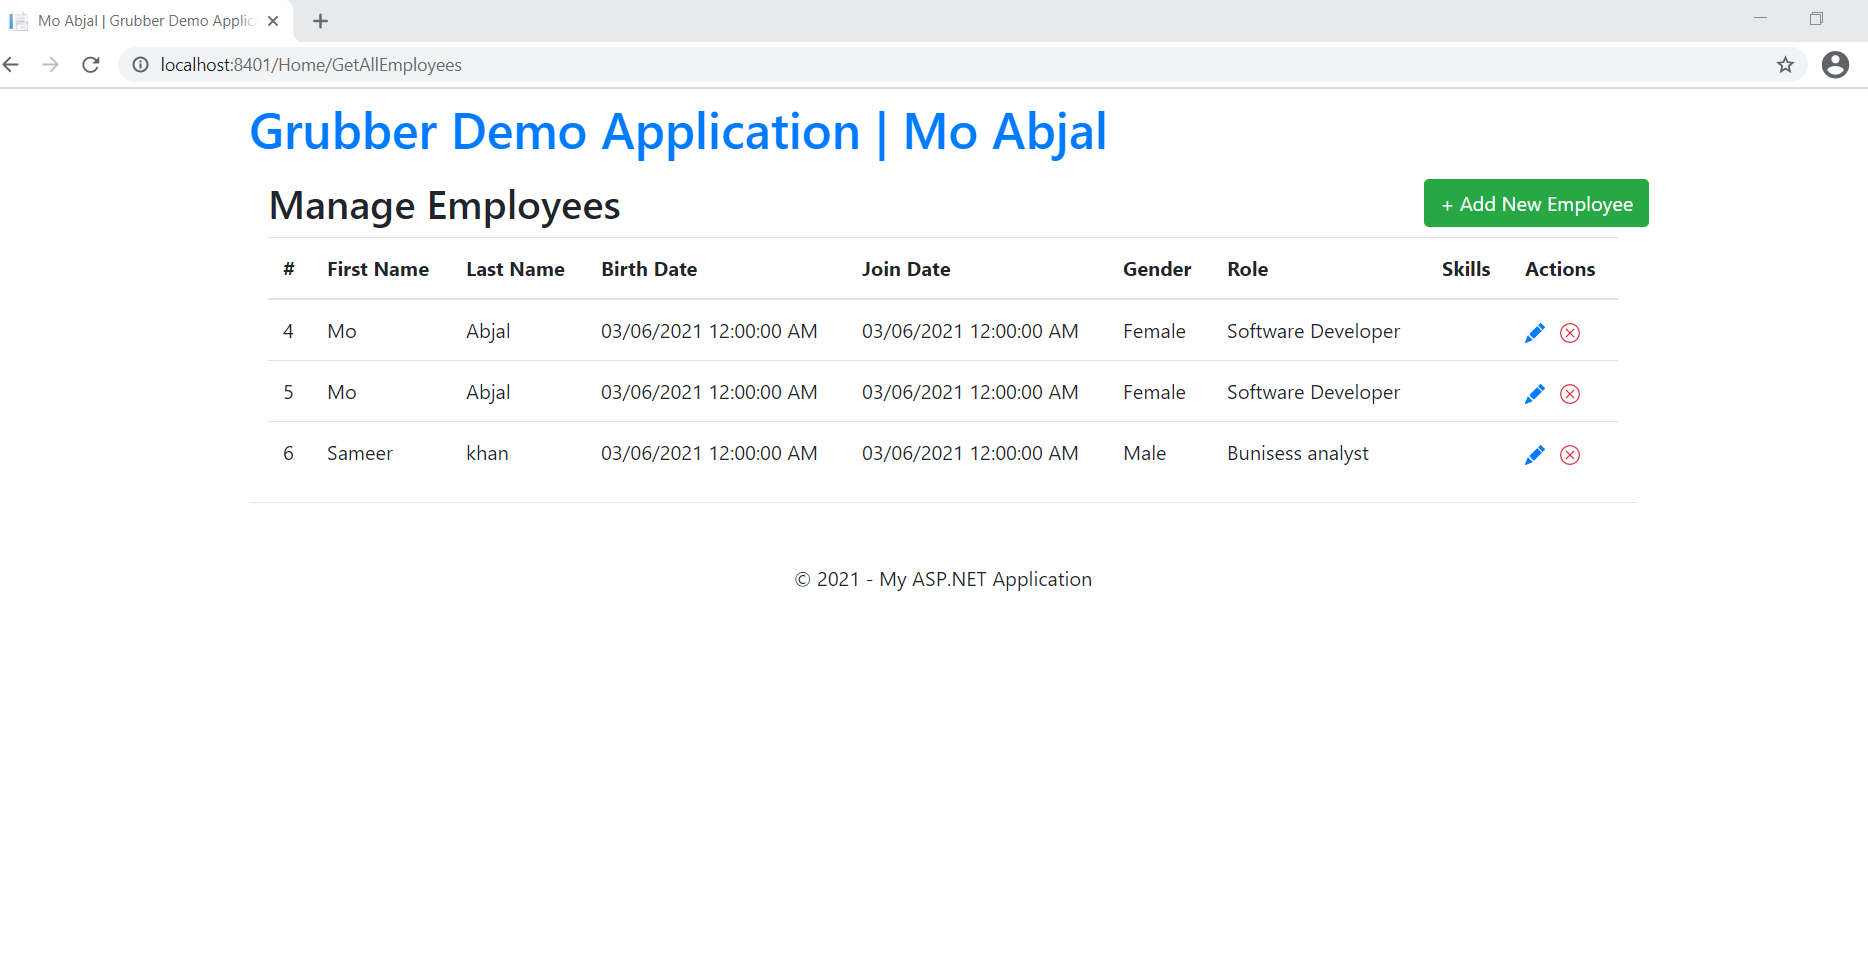 Mo Abjal | Grubber Demo Applic
localhost:8401/Home/GetAllEmployees
Grubber Demo Application | Mo Abjal
Manage Employees
+ Add New Employee
# First Name Last Name Birth Date Join Date Gender Role Skills Actions
4 Mo Abjal 03/06/2021 12:00:00 AM 03/06/2021 12:00:00 AM Female Software Developer
5 Mo Abjal 03/06/2021 12:00:00 AM 03/06/2021 12:00:00 AM Female Software Developer
6 Sameer khan 03/06/2021 12:00:00 AM 03/06/2021 12:00:00 AM Male Bunisess analyst
© 2021 - My ASP.NET Application